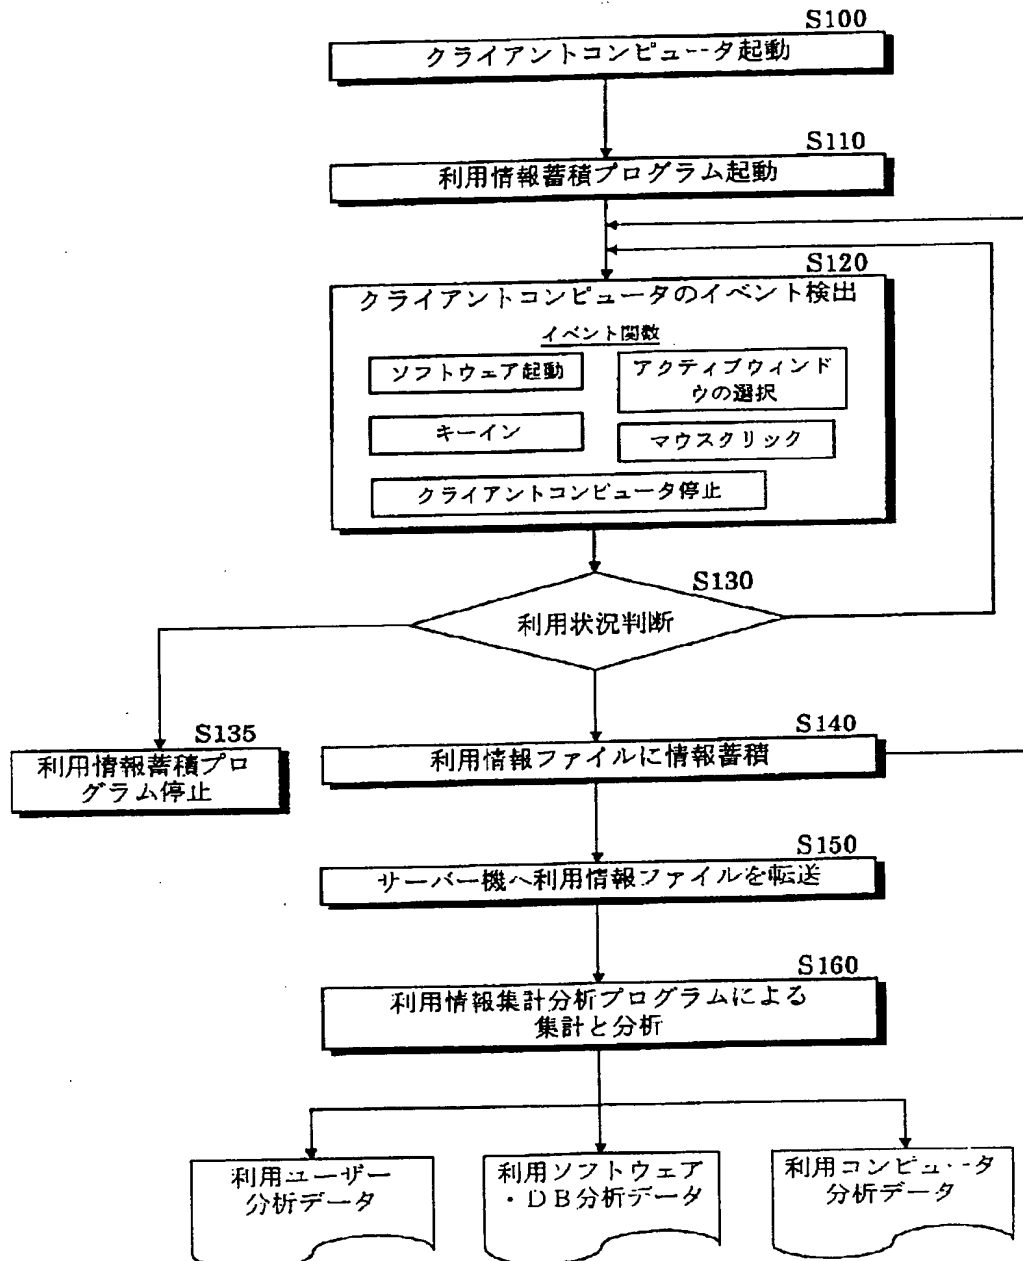 S100
クライアントコンピュータ起動
S110
利用情報蓄積プログラム起動
S120
クライアントコンピュータのイベント検出
イベント関数
ソフトウェア起動
アクティブウィンド
ウの選択
キーイン
マウスクリック
クライアントコンピュータ停止
S130
利用状況判断
S135
利用情報蓄積プロ
グラム停止
S140
利用情報ファイルに情報蓄積
S150
サーバー機へ利用情報ファイルを転送
S160
利用情報集計分析プログラムによる
集計と分析
利用ユーザー
分析データ
利用ソフトウェア
・DB分析データ
利用コンピュータ
分析データ